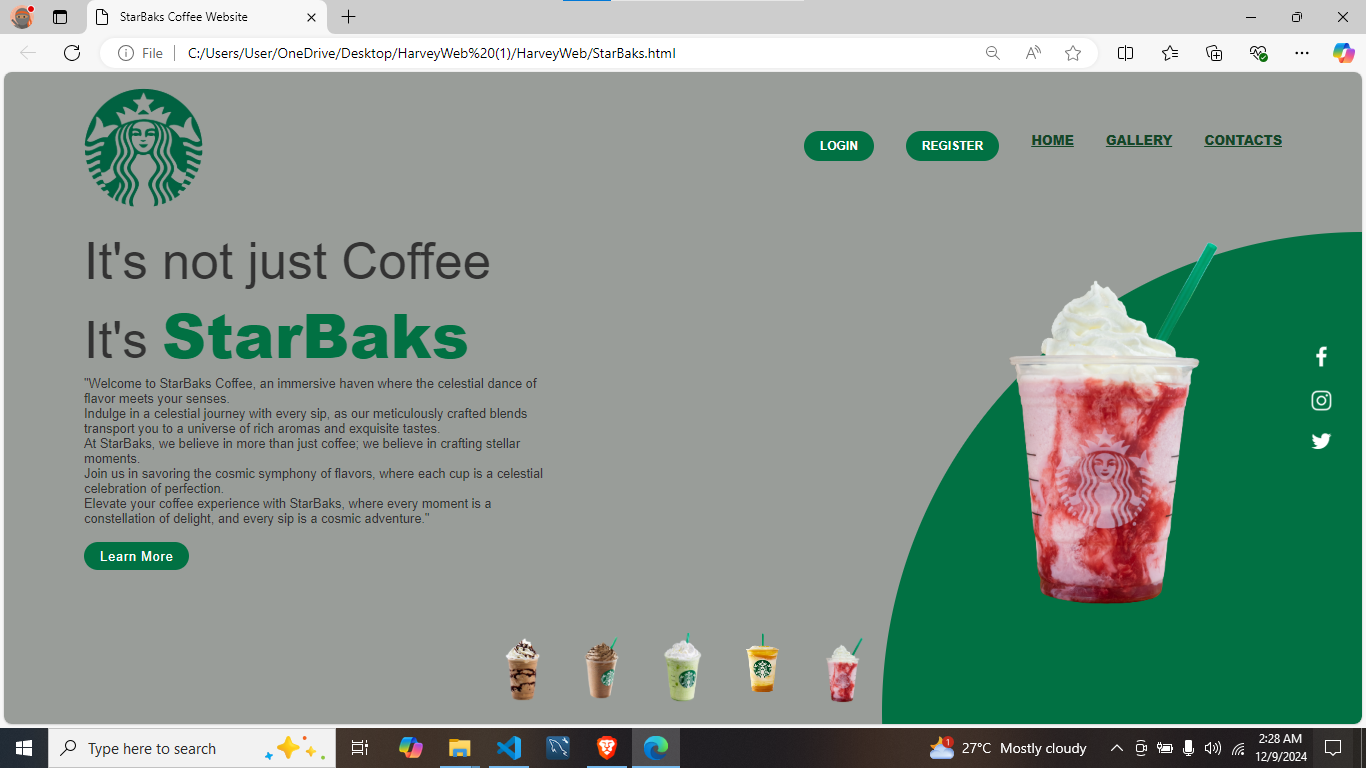 StarBaks Coffee Website
File
C:/Users/User/OneDrive/Desktop/HarveyWeb%20(1)/HarveyWeb/StarBaks.html
LOGIN
REGISTER
HOME
GALLERY
CONTACTS
It's not just Coffee
It's StarBaks
"Welcome to StarBaks Coffee, an immersive haven where the celestial dance of
flavor meets your senses.
Indulge in a celestial journey with every sip, as our meticulously crafted blends
transport you to a universe of rich aromas and exquisite tastes.
At StarBaks, we believe in more than just coffee; we believe in crafting stellar
moments.
Join us in savoring the cosmic symphony of flavors, where each cup is a celestial
celebration of perfection.
Elevate your coffee experience with StarBaks, where every moment is a
constellation of delight, and every sip is a cosmic adventure."
Learn More
Type here to search
1
27°C Mostly cloudy
2:28 AM
12/9/2024